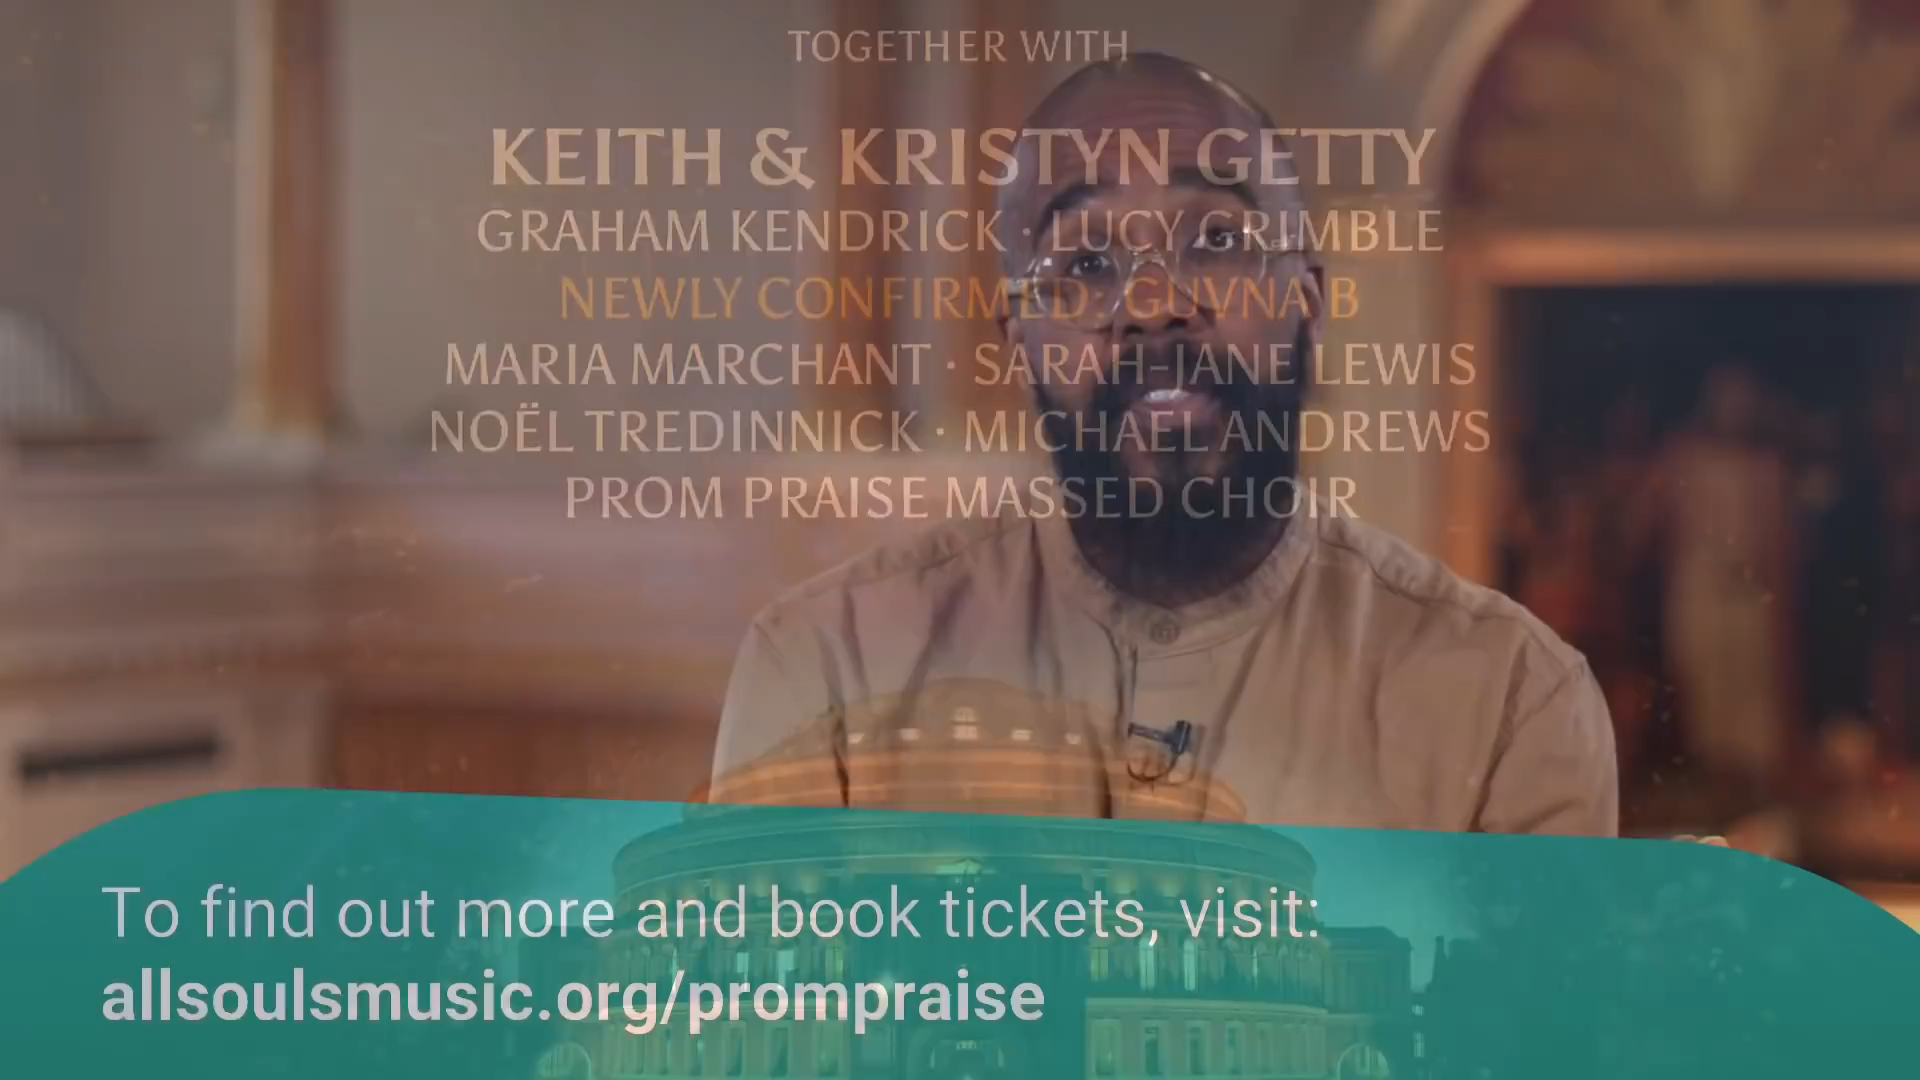 TOGETHER WITH
KEITH & KRISTYN GETTY
GRAHAM KENDRICK · LUCY GRIMBLE
NEWLY CONFIRMED: GUVNA B
MARIA MARCHANT · SARAH-JANE LEWIS
NOËL TREDINNICK · MICHAEL ANDREWS
PROM PRAISE MASSED CHOIR
To find out more and book tickets, visit:
allsoulsmusic.org/prompraise